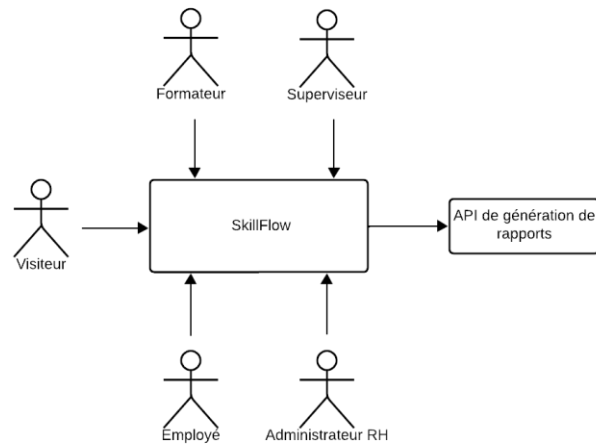 Formateur
Superviseur
Visiteur
SkillFlow
API de génération de
rapports
Employé
Administrateur RH